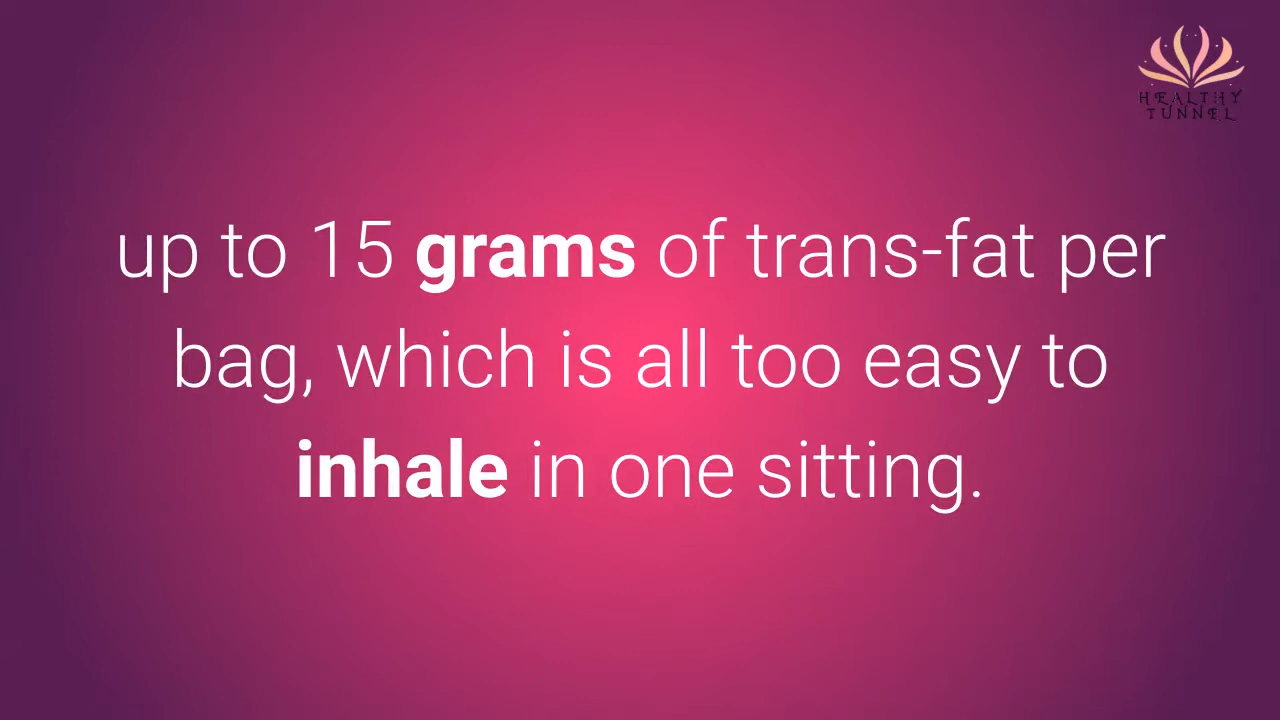 HEALTHY
TUNNEL
up to 15 grams of trans-fat per
bag, which is all too easy to
inhale in one sitting.